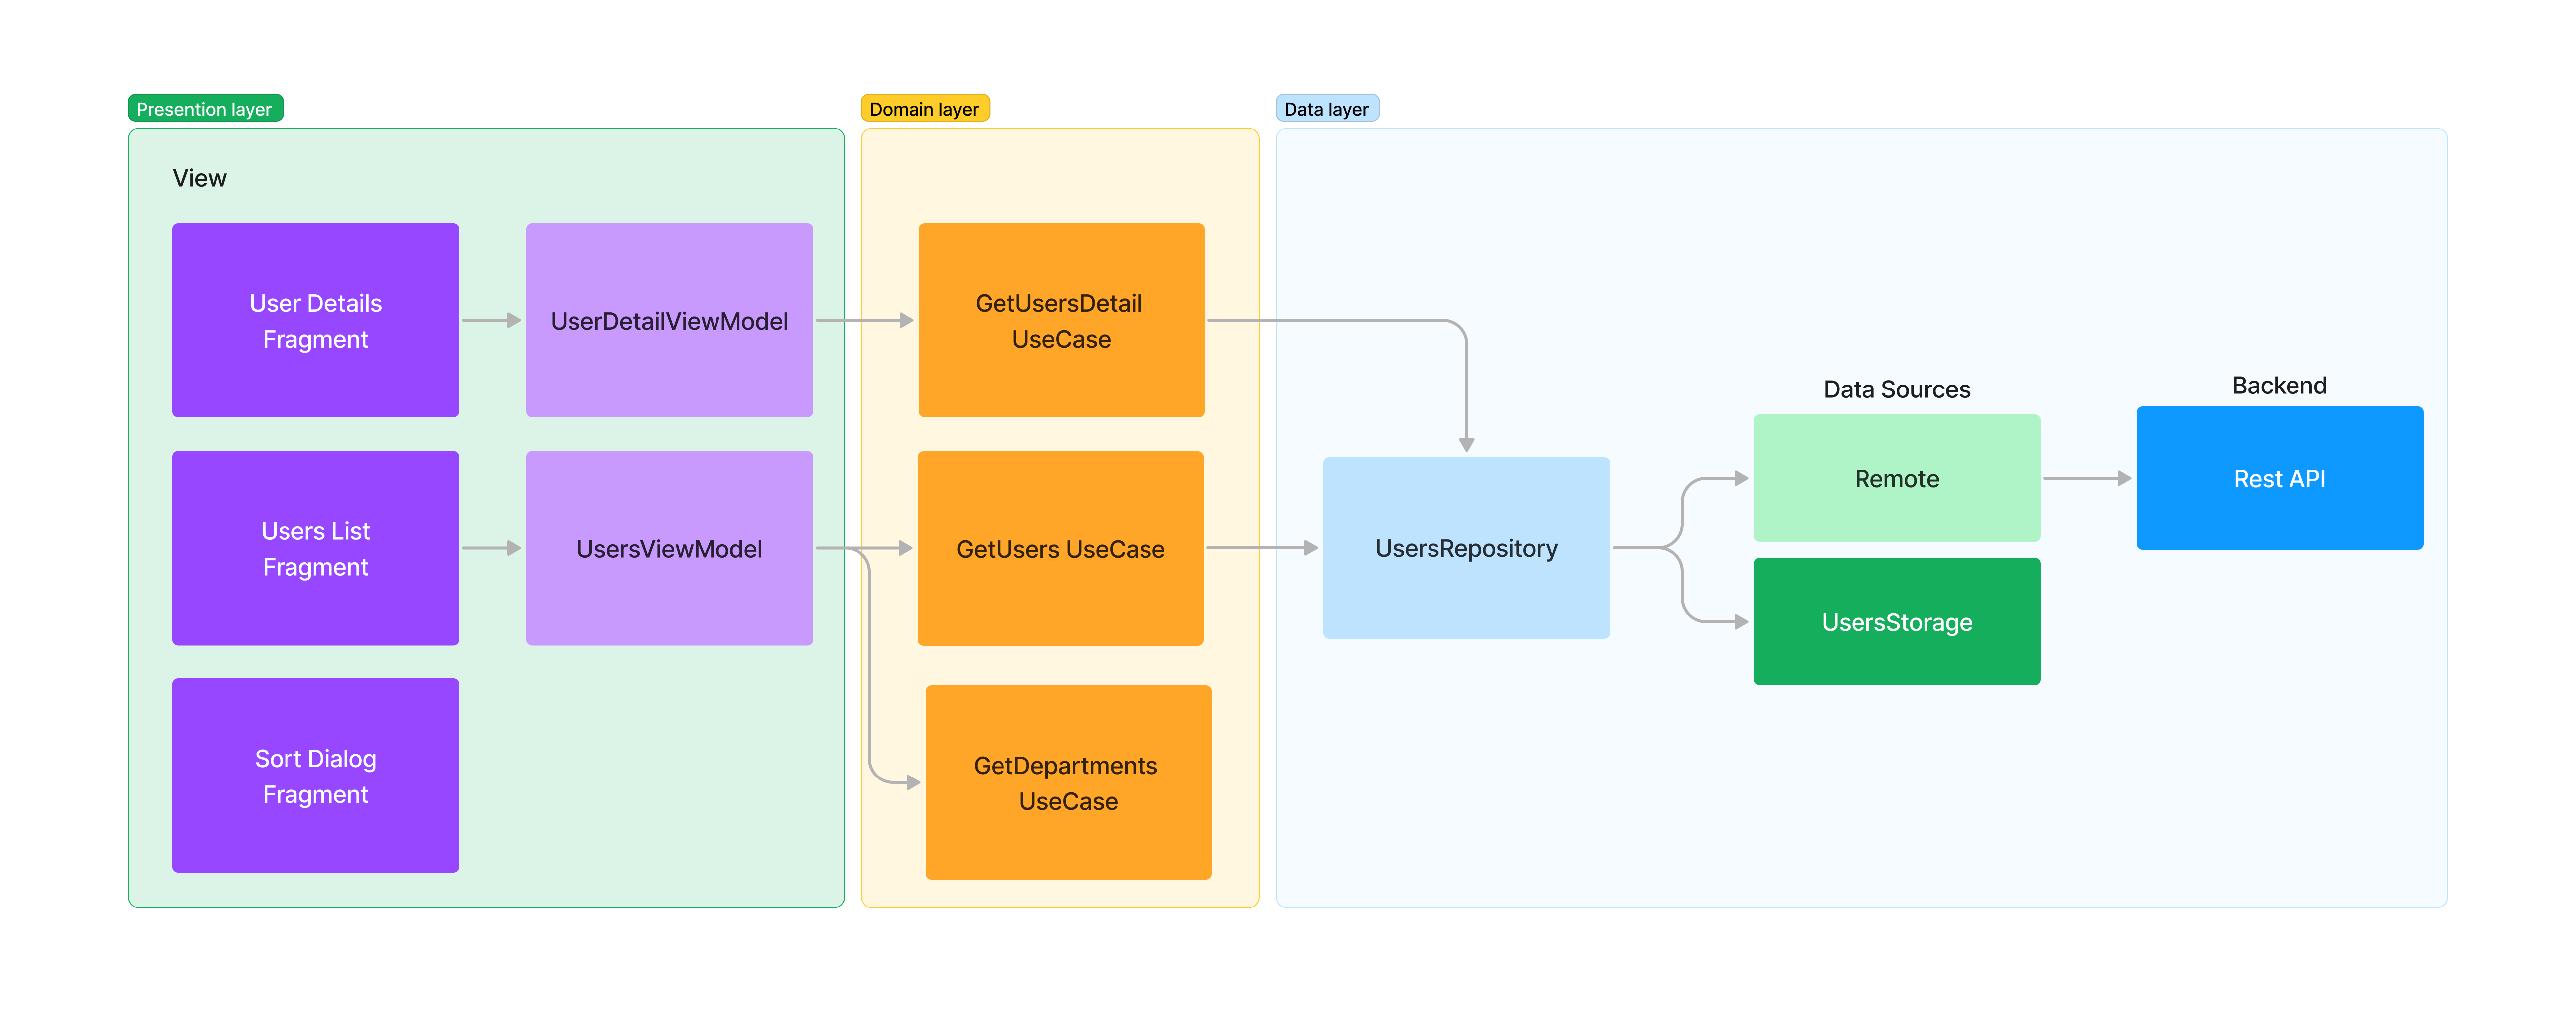 Presention layer
Domain layer
Data layer
View
User Details
Fragment
UserDetailViewModel
GetUsersDetail
UseCase
Data Sources
Backend
Users List
Fragment
UsersViewModel
GetUsers UseCase
UsersRepository
Remote
Rest API
UsersStorage
Sort Dialog
Fragment
GetDepartments
UseCase